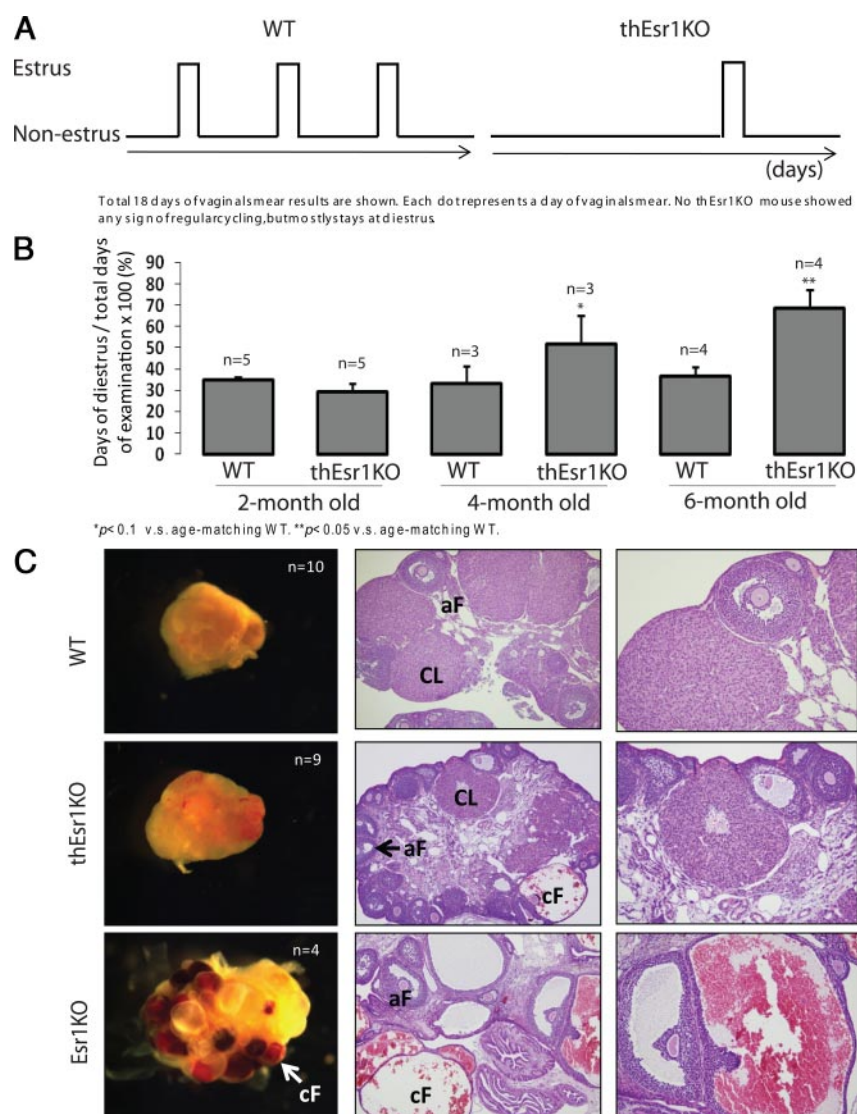 A
WT
thEsr1KO
Estrus
Non-estrus
(days)
Total 18 days of vaginal smear results are shown. Each dot represents a day of vaginal smear. No thEsr1KO mouse showed
any sign of regular cycling, but mostly stays at diestrus.
B
Days of diestrus / total days
of examination x 100 (%)
90
80
70
60
50
40
30
20
10
0
n=5
n=5
n=3
n=3
*
n=4
n=4
**
WT
thEsr1KO
WT
thEsr1KO
WT
thEsr1KO
2-month old
4-month old
6-month old
*p< 0.1 v.s. age-matching WT. **p< 0.05 v.s. age-matching WT.
C
WT
n=10
aF
CL
thEsr1KO
n=9
CL
aF
cF
Esr1KO
n=4
cF
aF
cF